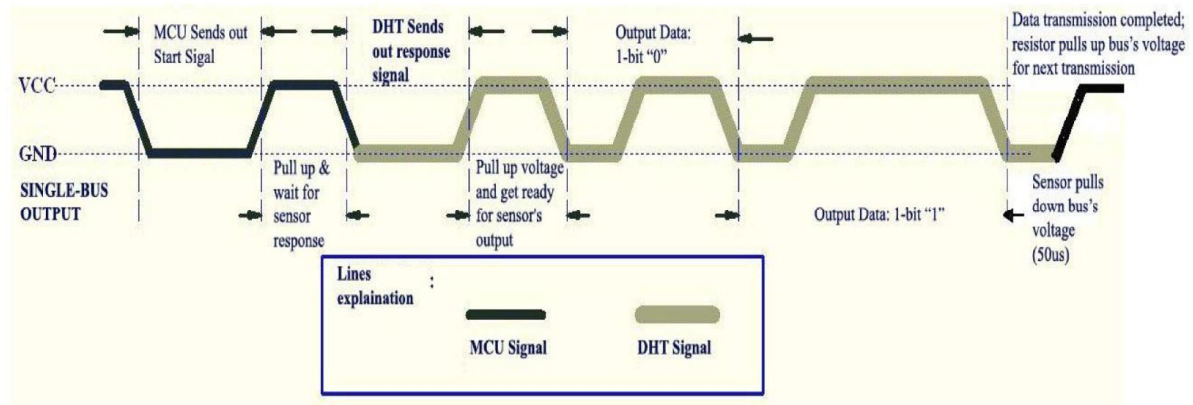 MCU Sends out
Start Sigal
DHT Sends
out response
signal
Output Data:
1-bit “0”
Data transmission completed;
resistor pulls up bus’s voltage
for next transmission
VCC
GND
SINGLE-BUS
OUTPUT
Pull up &
wait for
sensor
response
Pull up voltage
and get ready
for sensor's
output
Output Data: 1-bit “1”
Sensor pulls
down bus’s
voltage
(50us)
Lines
explaination :
MCU Signal
DHT Signal